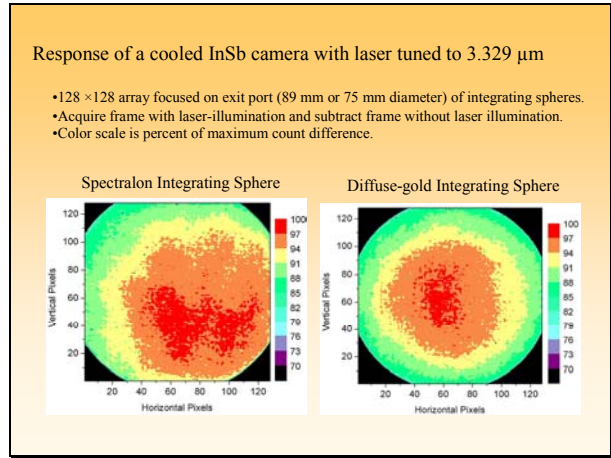 Response of a cooled InSb camera with laser tuned to 3.329 µm
•128 ×128 array focused on exit port (89 mm or 75 mm diameter) of integrating spheres.
•Acquire frame with laser-illumination and subtract frame without laser illumination.
•Color scale is percent of maximum count difference.
Spectralon Integrating Sphere
120
100
80
60
40
20
Vertical Pixels
20 40 60 80 100 120
Horizontal Pixels
100
97
94
91
88
85
82
79
76
73
70
Diffuse-gold Integrating Sphere
120
100
80
60
40
20
Vertical Pixels
20 40 60 80 100 120
Horizontal Pixels
100
97
94
91
88
85
82
79
76
73
70